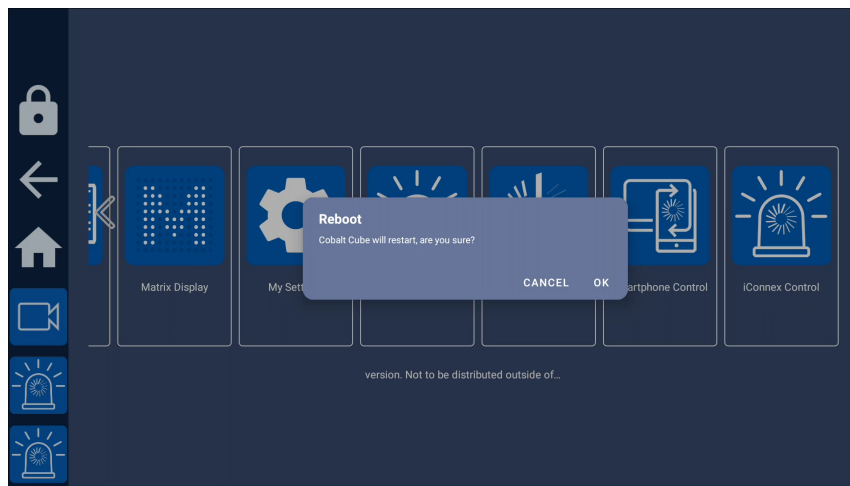 Reboot
Cobalt Cube will restart, are you sure?
CANCEL OK
Matrix Display
My Sett
artphone Control
iConnex Control
version. Not to be distributed outside of…